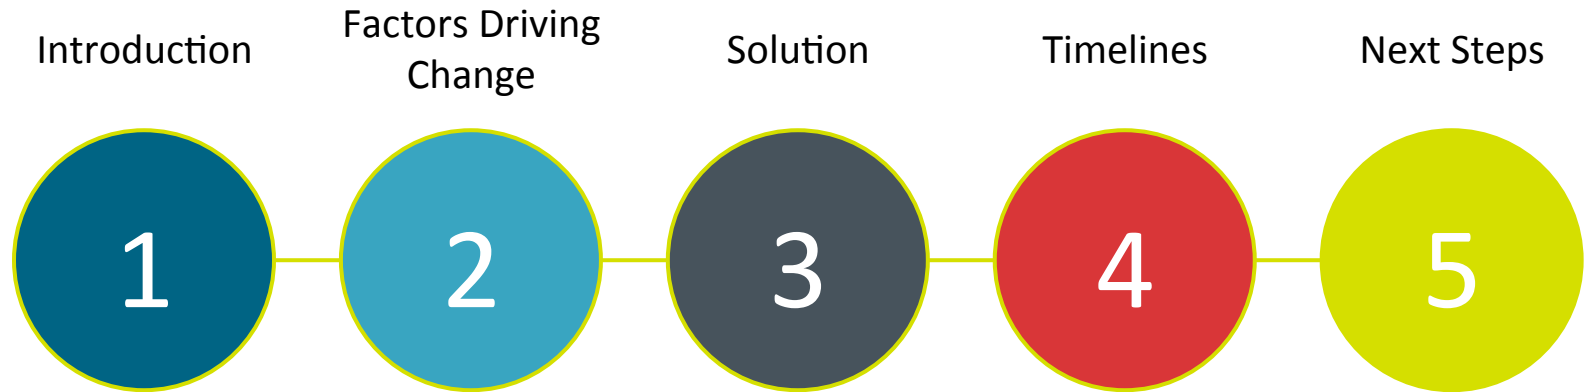 Introduction
Factors Driving
Change
Solution
Timelines
Next Steps
1
2
3
4
5